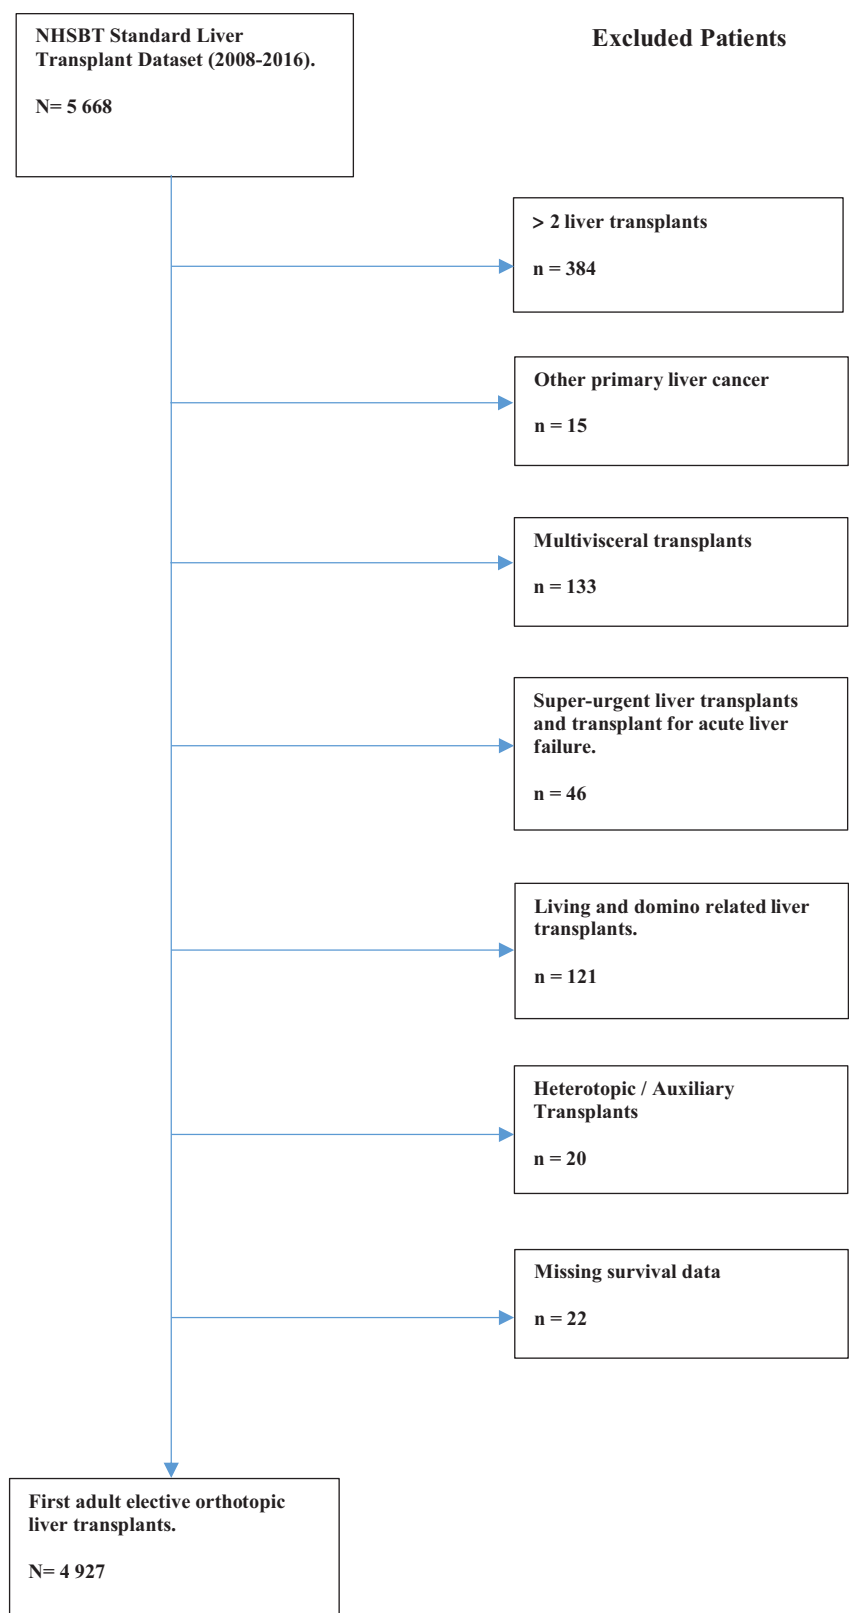 NHSBT Standard Liver
Transplant Dataset (2008-2016).
N= 5 668
Excluded Patients
> 2 liver transplants
n = 384
Other primary liver cancer
n = 15
Multivisceral transplants
n = 133
Super-urgent liver transplants
and transplant for acute liver
failure.
n = 46
Living and domino related liver
transplants.
n = 121
Heterotopic / Auxiliary
Transplants
n = 20
Missing survival data
n = 22
First adult elective orthotopic
liver transplants.
N= 4 927